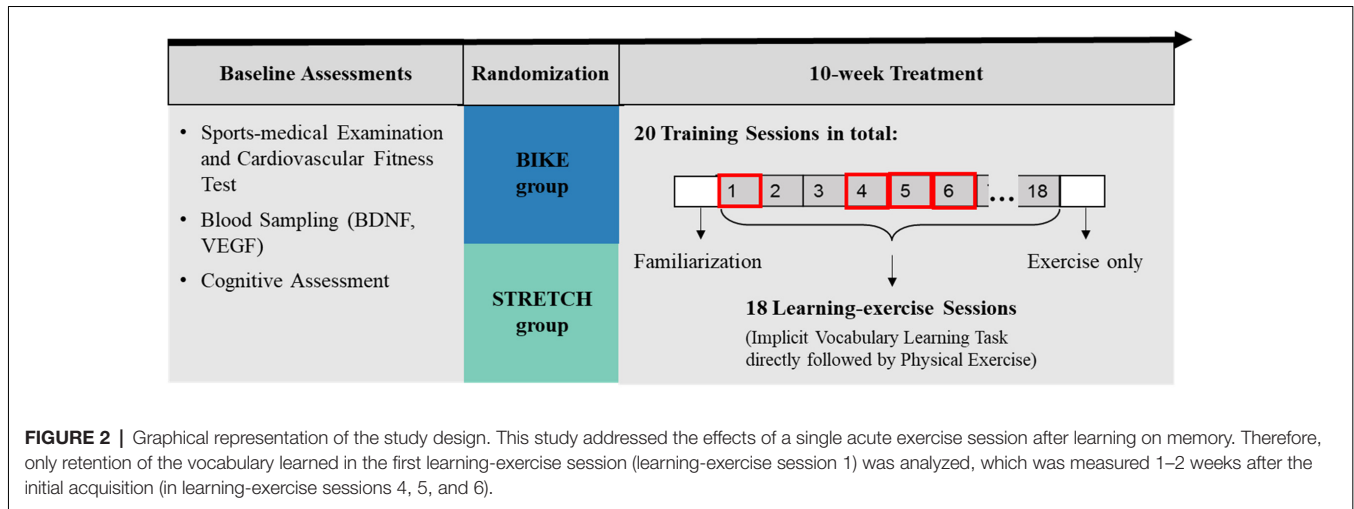 Baseline Assessments
Randomization
10-week Treatment
• Sports-medical Examination
and Cardiovascular Fitness
Test
• Blood Sampling (BDNF,
VEGF)
• Cognitive Assessment
BIKE
group
STRETCH
group
20 Training Sessions in total:
1 2 3 4 5 6 ... 18
Familiarization
Exercise only
18 Learning-exercise Sessions
(Implicit Vocabulary Learning Task
directly followed by Physical Exercise)
FIGURE 2 | Graphical representation of the study design. This study addressed the effects of a single acute exercise session after learning on memory. Therefore,
only retention of the vocabulary learned in the first learning-exercise session (learning-exercise session 1) was analyzed, which was measured 1–2 weeks after the
initial acquisition (in learning-exercise sessions 4, 5, and 6).